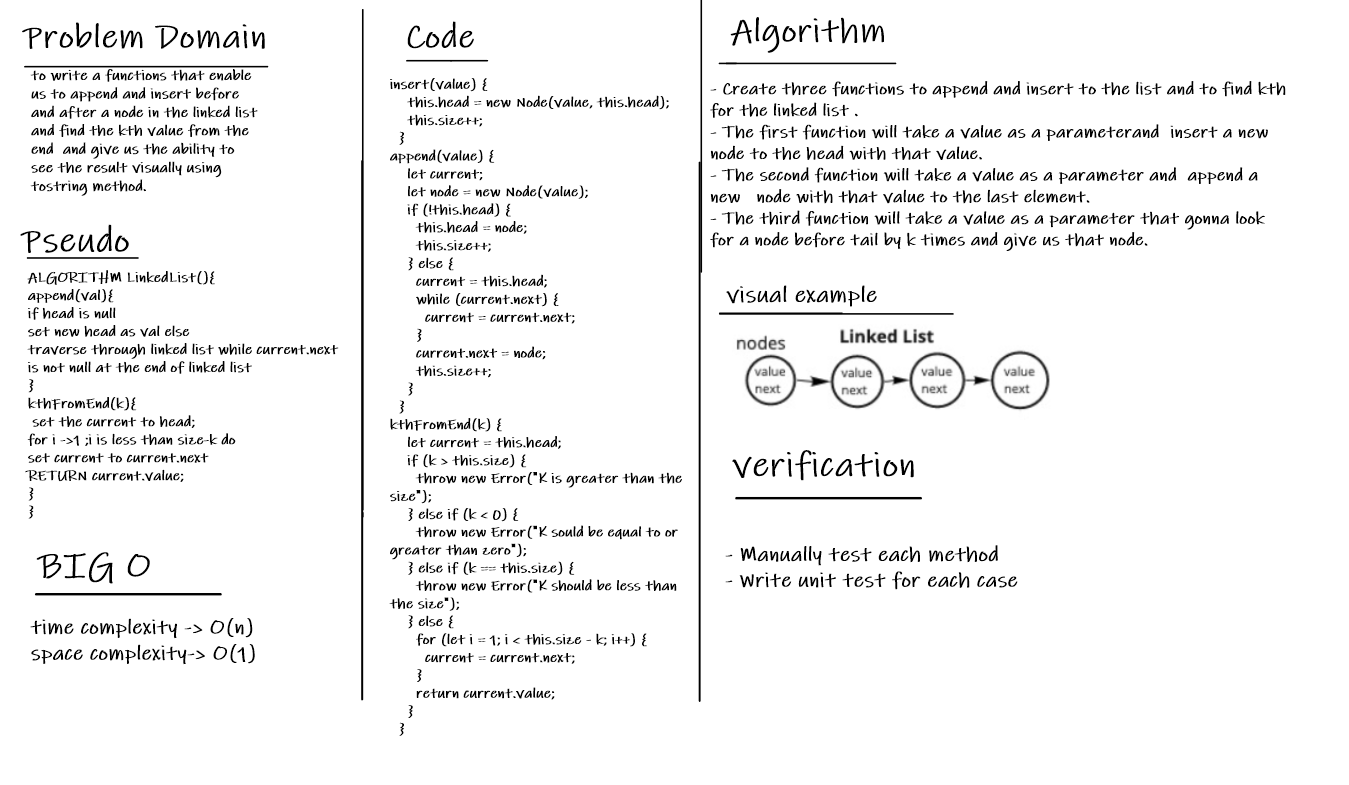 Problem Domain
to write a functions that enable
us to append and insert before
and after a node in the linked list
and find the kth value from the
end and give us the ability to
see the result visually using
tostring method.
Pseudo
ALGORITHM LinkedList(){
append(val){
if head is null
set new head as val else
traverse through linked list while current.next
is not null at the end of linked list
}
kthFromEnd(k){
set the current to head;
for i ->1 ;i is less than size-k do
set current to current.next
RETURN current.value;
}
}
BIG O
time complexity -> O(n)
space complexity-> O(1)
Code
insert(value) {
this.head = new Node(value, this.head);
this.size++;
}
append(value) {
let current;
let node = new Node(value);
if (!this.head) {
this.head = node;
this.size++;
} else {
current = this.head;
while (current.next) {
current = current.next;
}
current.next = node;
this.size++;
}
}
kthFromEnd(k) {
let current = this.head;
if (k > this.size) {
throw new Error("K is greater than the
size");
} else if (k < 0) {
throw new Error("K sould be equal to or
greater than zero");
} else if (k == this.size) {
throw new Error("K should be less than
the size");
} else {
for (let i = 1; i < this.size - k; i++) {
current = current.next;
}
return current.value;
}
}
Algorithm
- Create three functions to append and insert to the list and to find kth
for the linked list .
- The first function will take a value as a parameterand insert a new
node to the head with that value.
- The second function will take a value as a parameter and append a
new node with that value to the last element.
- The third function will take a value as a parameter that gonna look
for a node before tail by k times and give us that node.
visual example
Linked List
nodes
value value value value
next next next next
verification
- Manually test each method
- Write unit test for each case